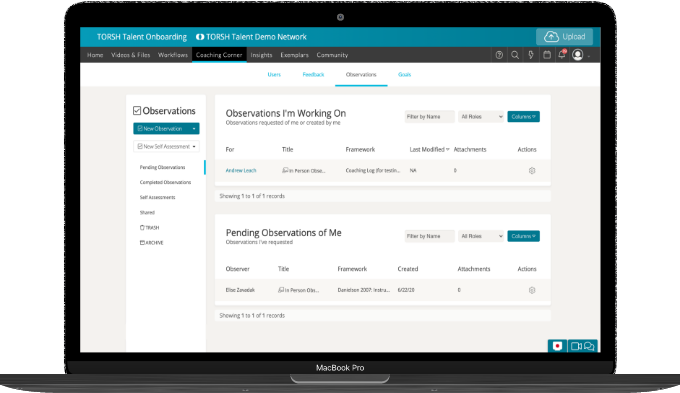 TORSH Talent Onboarding TORSH Talent Demo Network Upload
Home Videos & Files Workflows Coaching Corner Insights Exemplars Community
Users Feedback Observations Goals
Observations
New Observation
New Self Assessment
Pending Observations
Completed Observations
Self Assessments
Shared
TRASH
ARCHIVE
Observations I'm Working On
Observations requested of me or created by me
Filter by Name All Roles Columns
For Title Framework Last Modified Attachments Actions
Andrew Leach In Person Obse... Coaching Log (for testin... NA 0
Showing 1 to 1 of 1 records
Pending Observations of Me
Observations I've requested
Filter by Name All Roles Columns
Observer Title Framework Created Attachments Actions
Elise Zavadak In Person Obs... Danielson 2007: Instru... 6/22/20 0
Showing 1 to 1 of 1 records
MacBook Pro